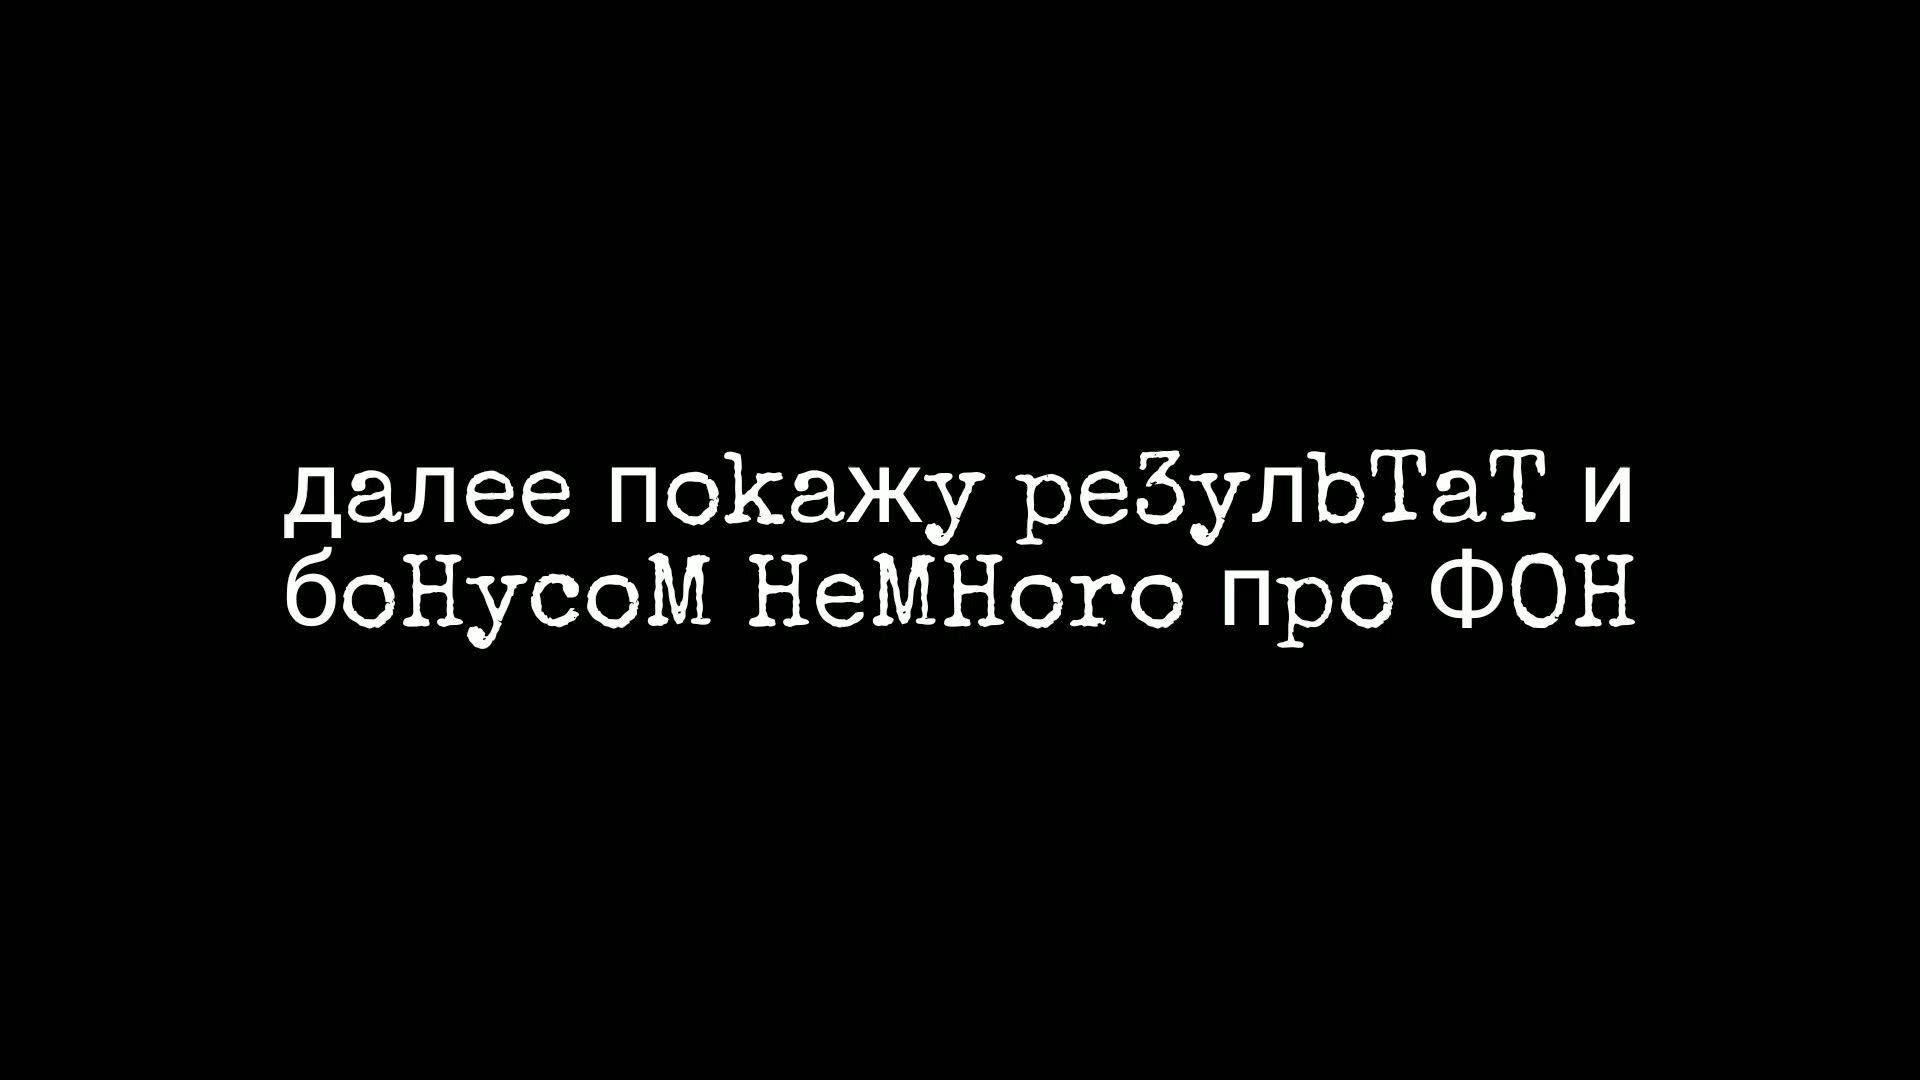 далее покажу реЗульТаТ и
боНусоМ НеМНого про ФОН